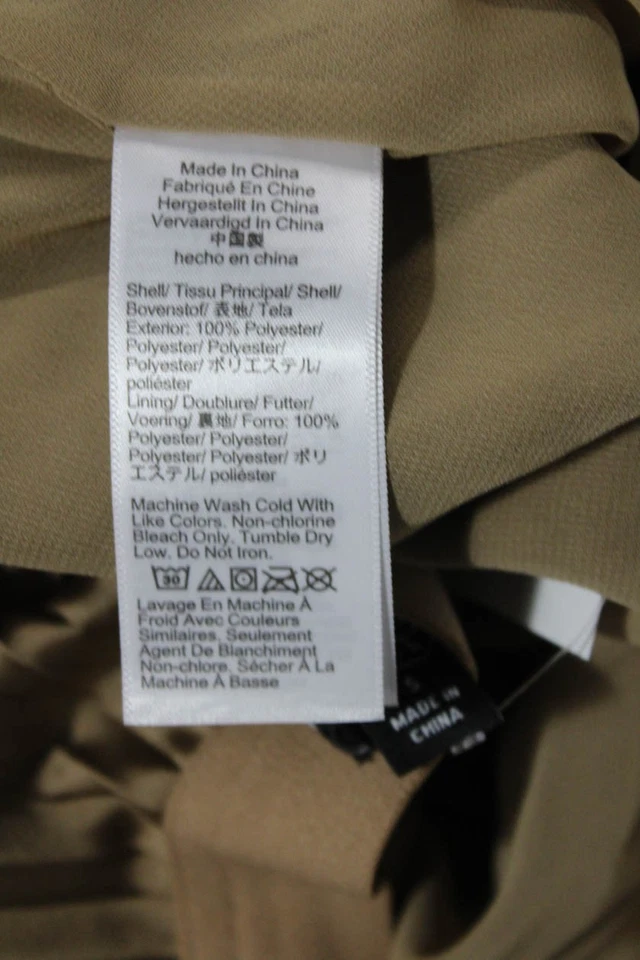 Made In China
Fabriqué En Chine
Hergestellt In China
Vervaardigd In China
中国製
hecho en china
Shell/ Tissu Principal/ Shell/
Bovenstof/ 表地/ Tela
Exterior: 100% Polyester/
Polyester/ Polyester/
Polyester/ ポリエステル/
poliéster
Lining/ Doublure/ Futter/
Voering/ 裏地/ Forro: 100%
Polyester/ Polyester/
Polyester/ Polyester/ ポリ
エステル/ poliéster
Machine Wash Cold With
Like Colors. Non-chlorine
Bleach Only. Tumble Dry
Low. Do Not Iron.
30
Lavage En Machine À
Froid Avec Couleurs
Similaires. Seulement
Agent De Blanchiment
Non-chlore. Sécher À La
Machine À Basse
S
MADE IN
CHINA